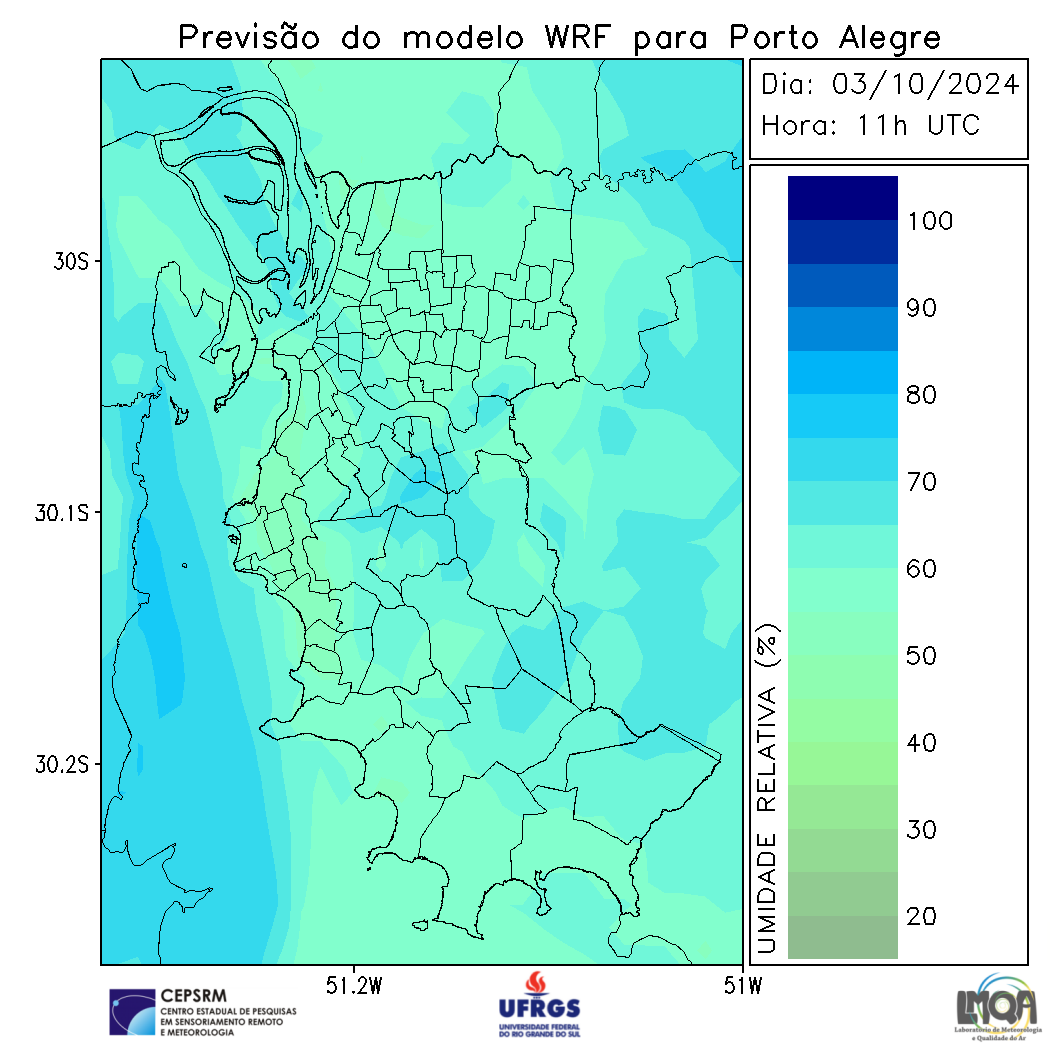 Previsão do modelo WRF para Porto Alegre
Dia: 03/10/2024
Hora: 11h UTC
30S
30.1S
30.2S
51.2W
51W
100
90
80
70
60
50
40
30
20
UMIDADE RELATIVA (%)
CEPSRM
CENTRO ESTADUAL DE PESQUISAS
EM SENSORIAMENTO REMOTO
E METEOROLOGIA
UFRGS
UNIVERSIDADE FEDERAL
DO RIO GRANDE DO SUL
LMQA
Laboratório de Meteorologia
e Qualidade do Ar